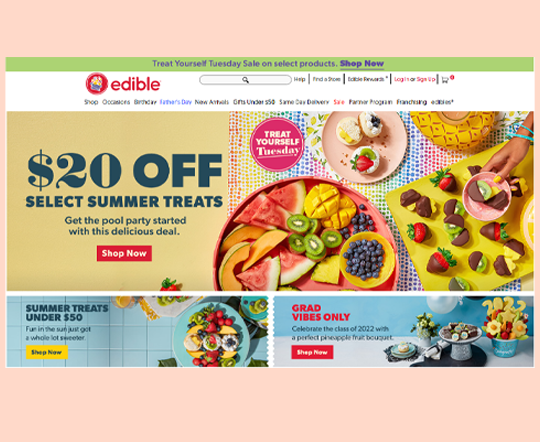 Treat Yourself Tuesday Sale on select products. Shop Now
edible
Help
Find a Store
Edible Rewards
Log In or Sign Up
0
Shop Occasions Birthday Father's Day New Arrivals Gifts Under $50 Same Day Delivery Sale Partner Program Franchising edibles
$20 OFF
SELECT SUMMER TREATS
Get the pool party started
with this delicious deal.
Shop Now
TREAT
YOURSELF
Tuesday
SUMMER TREATS
UNDER $50
Fun in the sun just got
a whole lot sweeter.
Shop Now
GRAD
VIBES ONLY
Celebrate the class of 2022 with
a perfect pineapple fruit bouquet.
Shop Now
2022